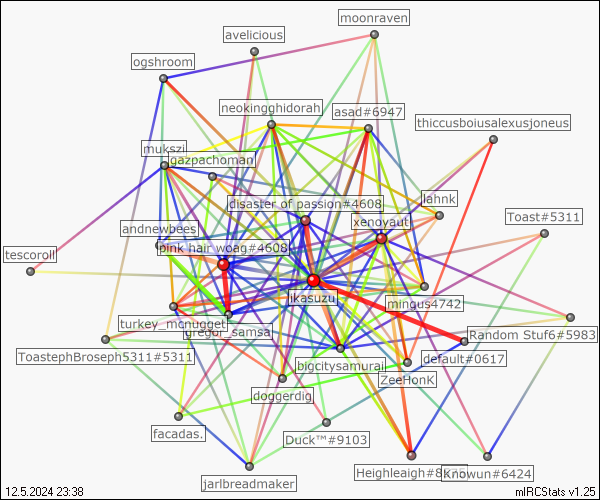 moonraven
avelicious
ogshroom
neokingghidorah
asad#6947
thiccusboiusalexusjoneus
mukszi
gazpachoman
disaster of passion#4608
lahnk
xenoyaut
Toast#5311
andnewbees
pink hair woag#4608
tescoroll
jkasuzu
mingus4742
turkey_mcnugget
gregor_samsa
Random Stuf6#5983
ToastephBroseph5311#5311
default#0617
bigcitysamurai
ZeeHonK
doggerdig
facadas.
Duck™#9103
Heighleigh#8
Knowun#6424
jarlbreadmaker
12.5.2024 23:38
mIRCStats v1.25